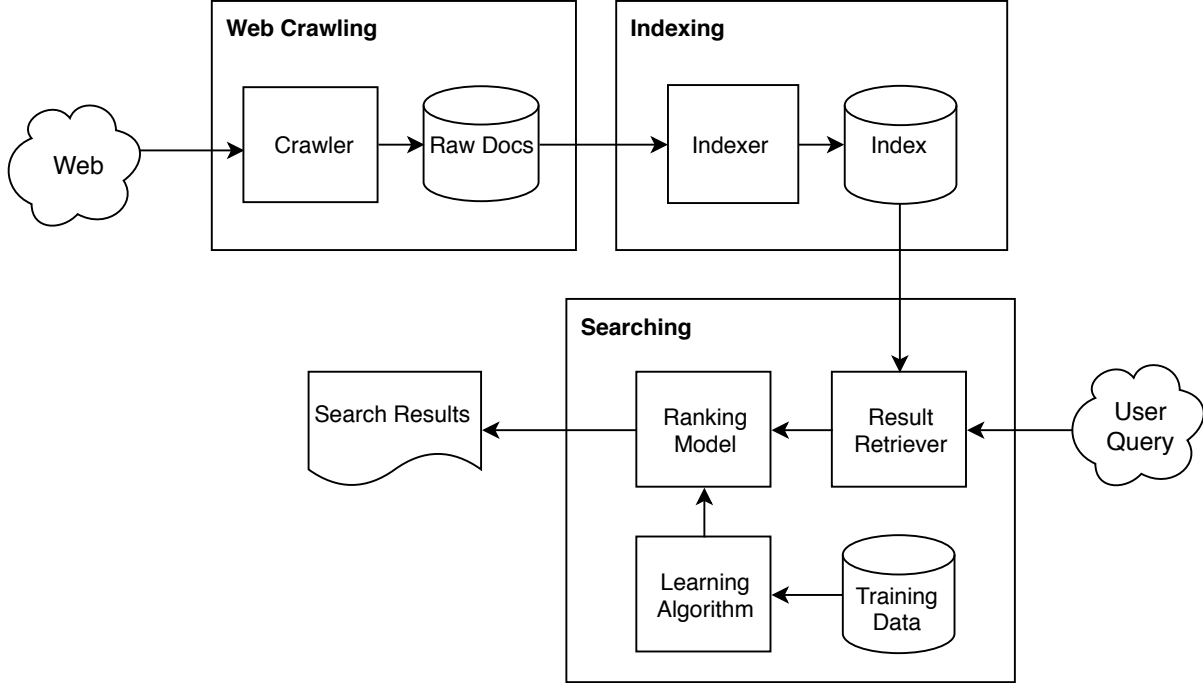 Web Crawling
Indexing
Web
Crawler
Raw Docs
Indexer
Index
Searching
Search Results
Ranking
Model
Result
Retriever
User
Query
Learning
Algorithm
Training
Data